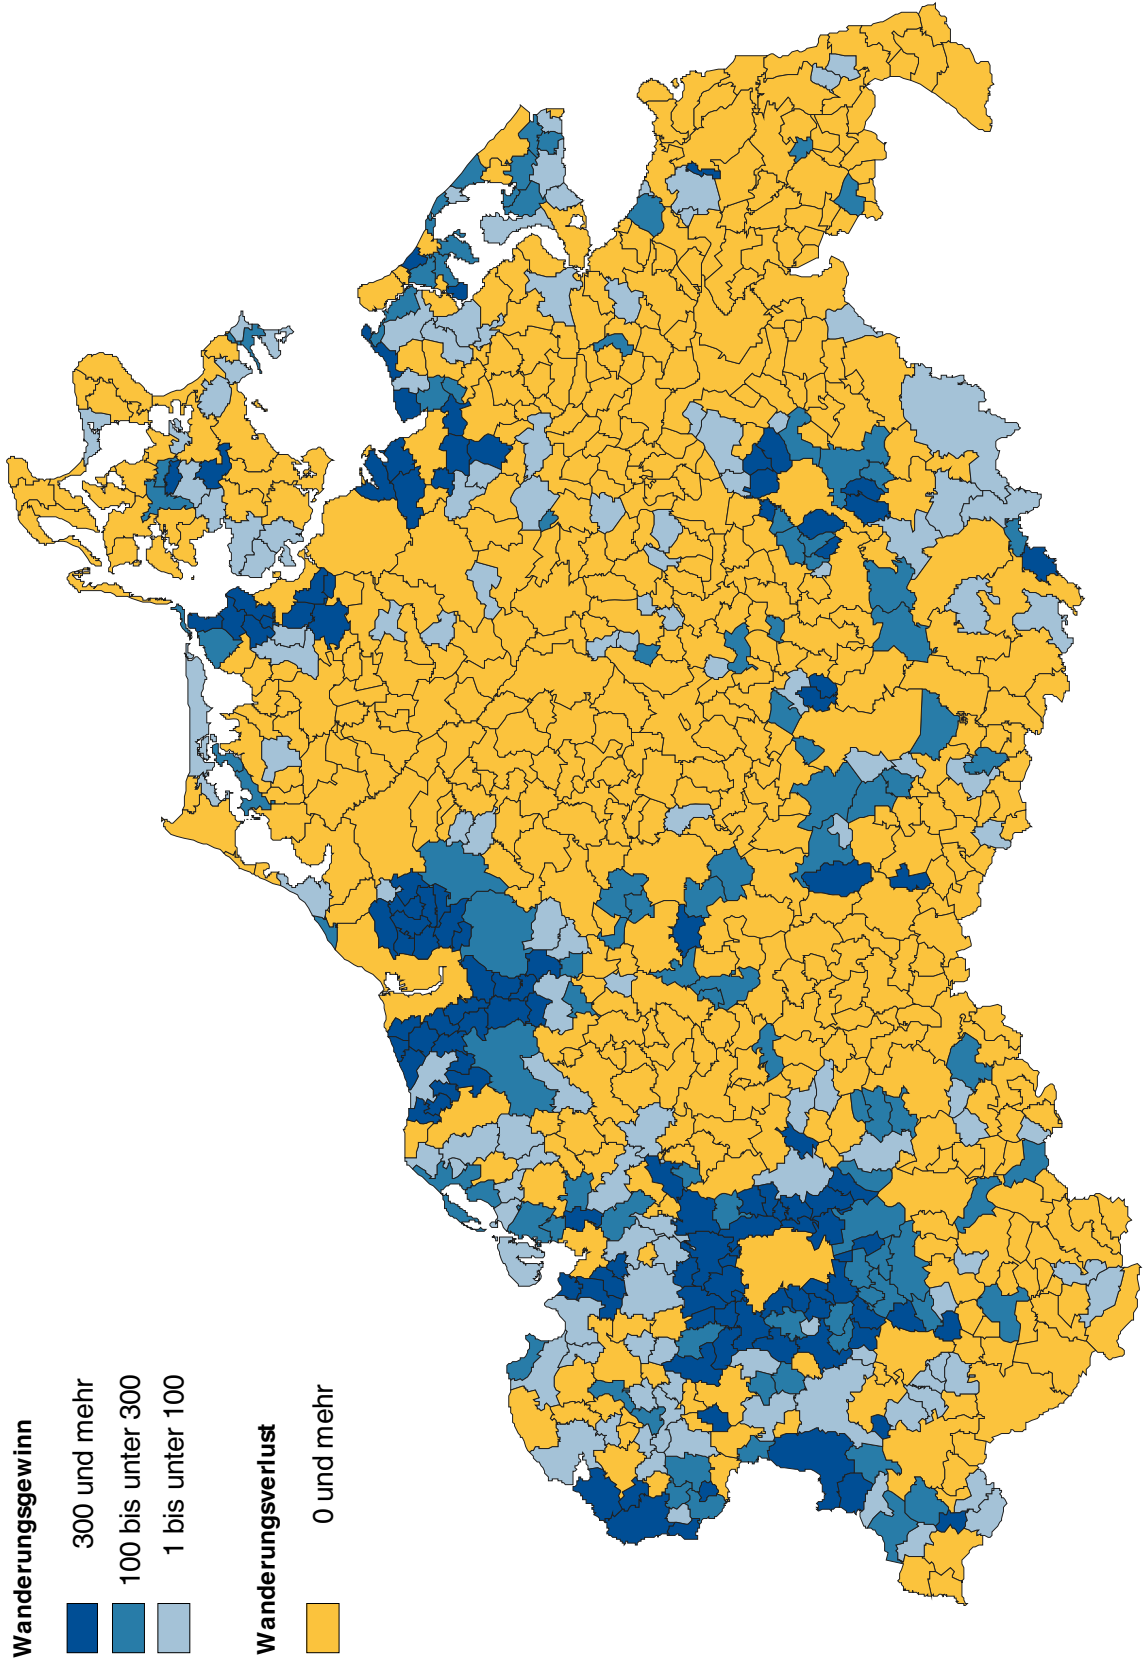 Wanderungsgewinn
300 und mehr
100 bis unter 300
1 bis unter 100
Wanderungsverlust
0 und mehr